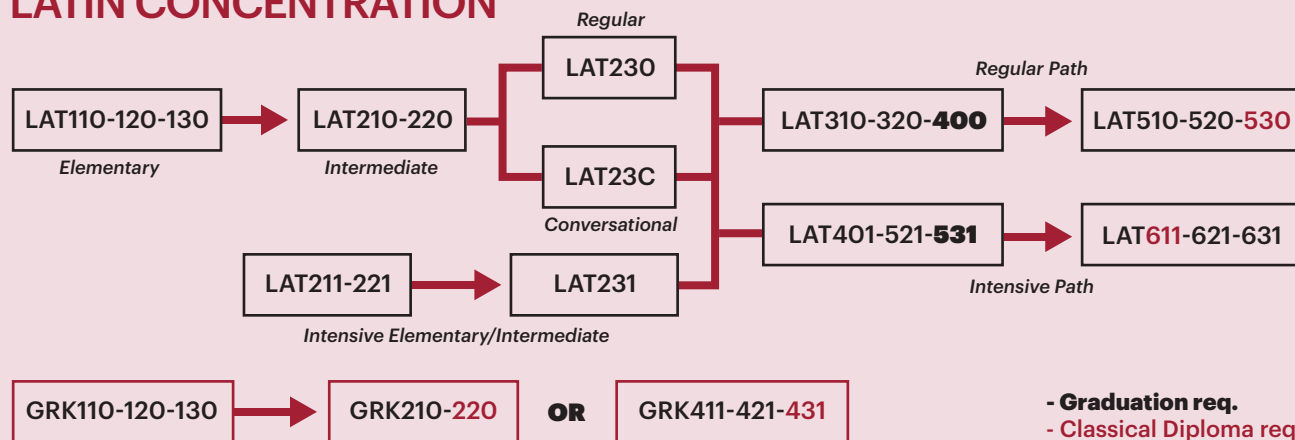 LATIN CONCENTRATION
Regular
LAT230
Regular Path
LAT110-120-130
LAT210-220
LAT310-320-400
LAT510-520-530
Elementary
Intermediate
LAT23C
Conversational
LAT401-521-531
LAT611-621-631
LAT211-221
LAT231
Intensive Path
Intensive Elementary/Intermediate
GRK110-120-130
GRK210-220
OR
GRK411-421-431
- Graduation req.
- Classical Diploma req